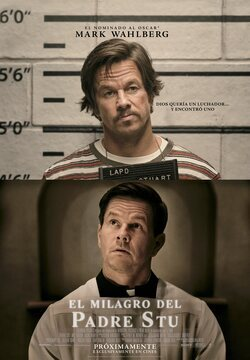 EL NOMINADO AL OSCAR®
MARK WAHLBERG
6'0"
5'6"
5'0"
DIOS QUERÍA UN LUCHADOR...
Y ENCONTRÓ UNO
LAPD
STUART
EL MILAGRO DEL
PADRE STU
PRÓXIMAMENTE
EXCLUSIVAMENTE EN CINES